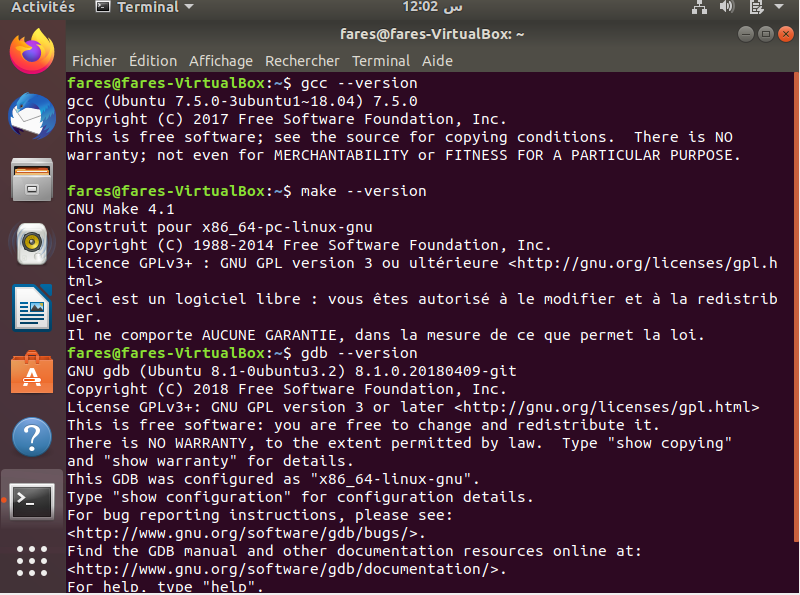 Activités Terminal س 12:02
fares@fares-VirtualBox: ~
Fichier Édition Affichage Rechercher Terminal Aide
fares@fares-VirtualBox:~$ gcc --version
gcc (Ubuntu 7.5.0-3ubuntu1~18.04) 7.5.0
Copyright (C) 2017 Free Software Foundation, Inc.
This is free software; see the source for copying conditions.  There is NO
warranty; not even for MERCHANTABILITY or FITNESS FOR A PARTICULAR PURPOSE.

fares@fares-VirtualBox:~$ make --version
GNU Make 4.1
Construit pour x86_64-pc-linux-gnu
Copyright (C) 1988-2014 Free Software Foundation, Inc.
Licence GPLv3+ : GNU GPL version 3 ou ultérieure <http://gnu.org/licenses/gpl.h
tml>
Ceci est un logiciel libre : vous êtes autorisé à le modifier et à la redistrib
uer.
Il ne comporte AUCUNE GARANTIE, dans la mesure de ce que permet la loi.
fares@fares-VirtualBox:~$ gdb --version
GNU gdb (Ubuntu 8.1-0ubuntu3.2) 8.1.0.20180409-git
Copyright (C) 2018 Free Software Foundation, Inc.
License GPLv3+: GNU GPL version 3 or later <http://gnu.org/licenses/gpl.html>
This is free software: you are free to change and redistribute it.
There is NO WARRANTY, to the extent permitted by law.  Type "show copying"
and "show warranty" for details.
This GDB was configured as "x86_64-linux-gnu".
Type "show configuration" for configuration details.
For bug reporting instructions, please see:
<http://www.gnu.org/software/gdb/bugs/>.
Find the GDB manual and other documentation resources online at:
<http://www.gnu.org/software/gdb/documentation/>.
For help, type "help".